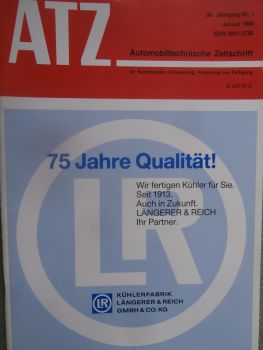 ATZ
90. Jahrgang Nr. 1
Januar 1988
ISSN 0001-2785
Automobiltechnische Zeitschrift
für Konstruktion, Entwicklung, Forschung und Fertigung
E 20128 E
75 Jahre Qualität!
Wir fertigen Kühler für Sie.
Seit 1913.
Auch in Zukunft.
LÄNGERER & REICH
Ihr Partner.
LR
LR
KÜHLERFABRIK
LÄNGERER & REICH
GMBH & CO. KG